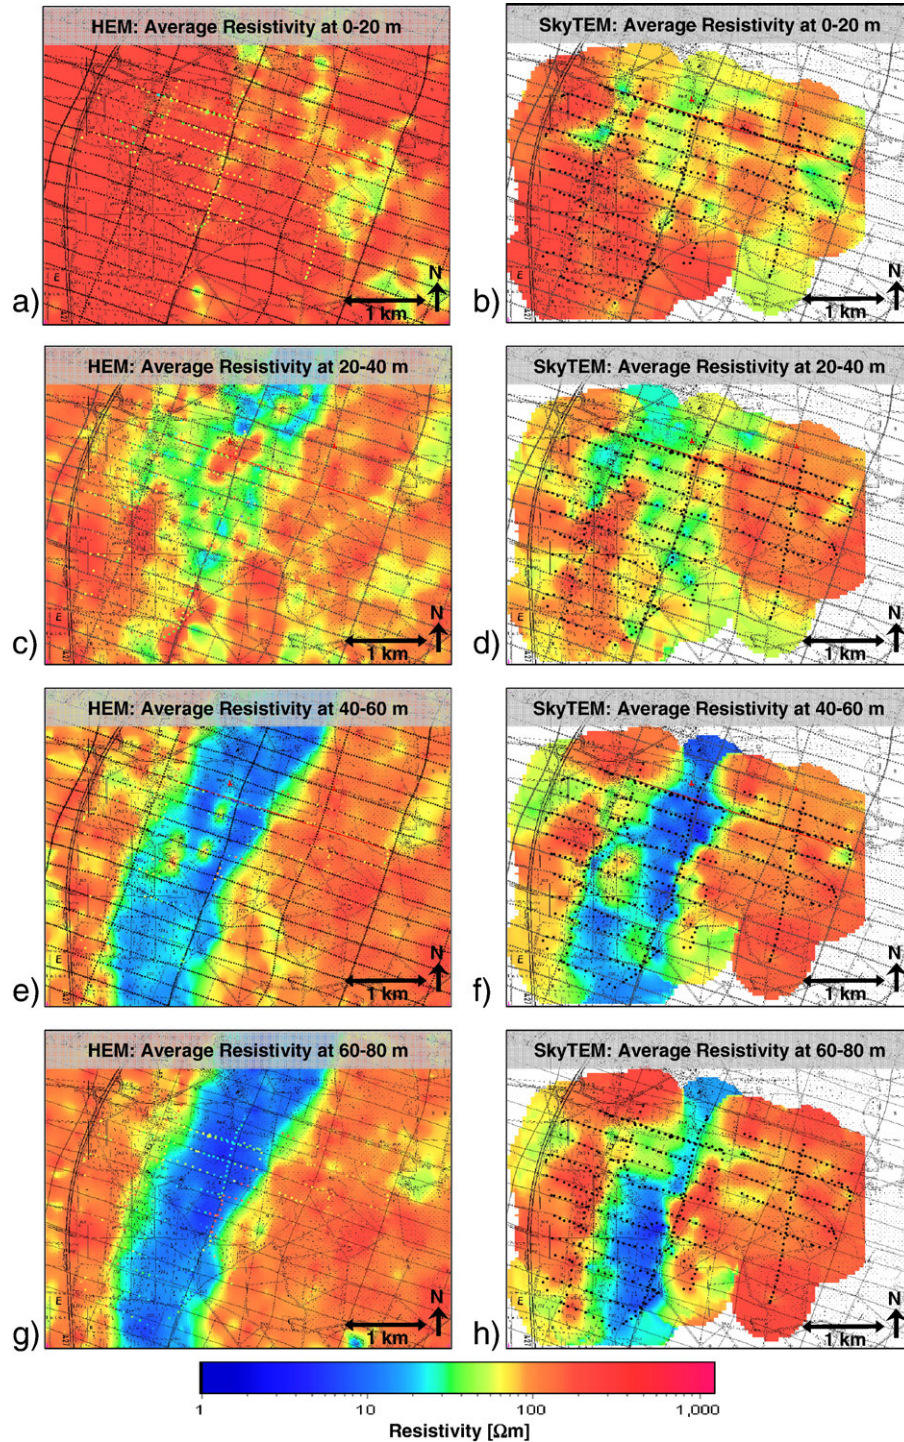 HEM: Average Resistivity at 0-20 m
SkyTEM: Average Resistivity at 0-20 m
N
N
E
1 km
1 km
a)
b)
HEM: Average Resistivity at 20-40 m
SkyTEM: Average Resistivity at 20-40 m
N
N
E
1 km
1 km
c)
d)
HEM: Average Resistivity at 40-60 m
SkyTEM: Average Resistivity at 40-60 m
N
N
E
1 km
1 km
e)
f)
HEM: Average Resistivity at 60-80 m
SkyTEM: Average Resistivity at 60-80 m
N
N
E
1 km
1 km
g)
h)
1 10 100 1,000
Resistivity [Ωm]